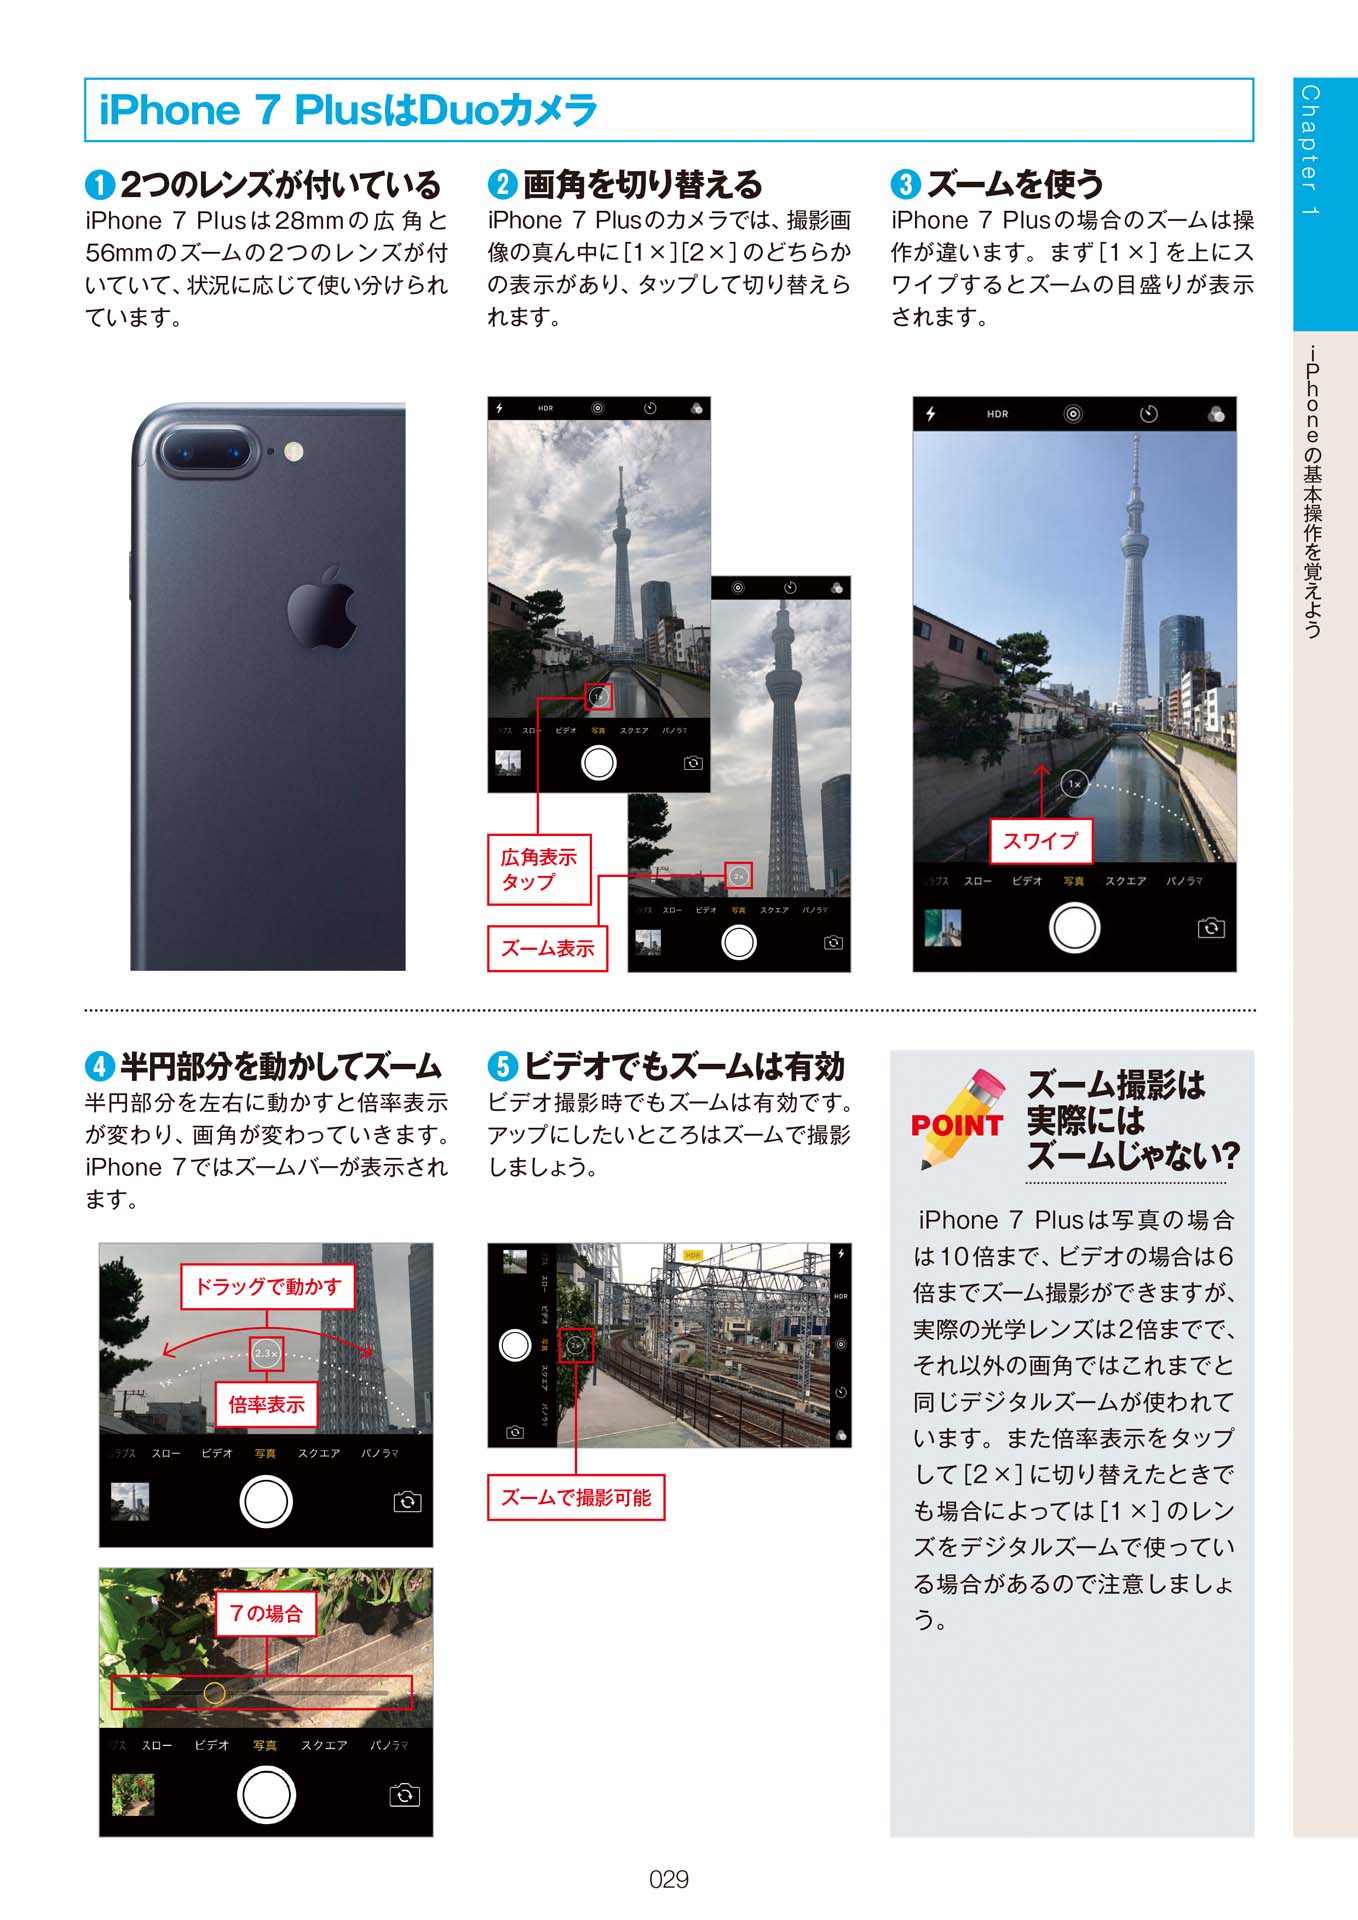 iPhone 7 PlusはDuoカメラ
Chapter 1
iPhoneの基本操作を覚えよう
1 2つのレンズが付いている
iPhone 7 Plusは28mmの広角と
56mmのズームの2つのレンズが付
いていて、状況に応じて使い分けられ
ています。
2 画角を切り替える
iPhone 7 Plusのカメラでは、撮影画
像の真ん中に[1×][2×]のどちらか
の表示があり、タップして切り替えら
れます。
HDR
1×
スロー ビデオ 写真 スクエア パノラマ
広角表示
タップ
2×
スロー ビデオ 写真 スクエア パノラマ
ズーム表示
3 ズームを使う
iPhone 7 Plusの場合のズームは操
作が違います。まず[1×]を上にス
ワイプするとズームの目盛りが表示
されます。
HDR
1×
スワイプ
ラプス スロー ビデオ 写真 スクエア パノラマ
4 半円部分を動かしてズーム
半円部分を左右に動かすと倍率表示
が変わり、画角が変わっていきます。
iPhone 7ではズームバーが表示され
ます。
ドラッグで動かす
2.3×
1×
倍率表示
ラプス スロー ビデオ 写真 スクエア パノラマ
7の場合
プス スロー ビデオ 写真 スクエア パノラマ
5 ビデオでもズームは有効
ビデオ撮影時でもズームは有効です。
アップにしたいところはズームで撮影
しましょう。
HDR
HDR
スロー ビデオ 写真 スクエア パノラマ
2×
ズームで撮影可能
POINT
ズーム撮影は
実際には
ズームじゃない?
iPhone 7 Plusは写真の場合
は10倍まで、ビデオの場合は6
倍までズーム撮影ができますが、
実際の光学レンズは2倍までで、
それ以外の画角ではこれまでと
同じデジタルズームが使われて
います。また倍率表示をタップ
して[2×]に切り替えたときで
も場合によっては[1×]のレン
ズをデジタルズームで使ってい
る場合があるので注意しましょ
う。
029